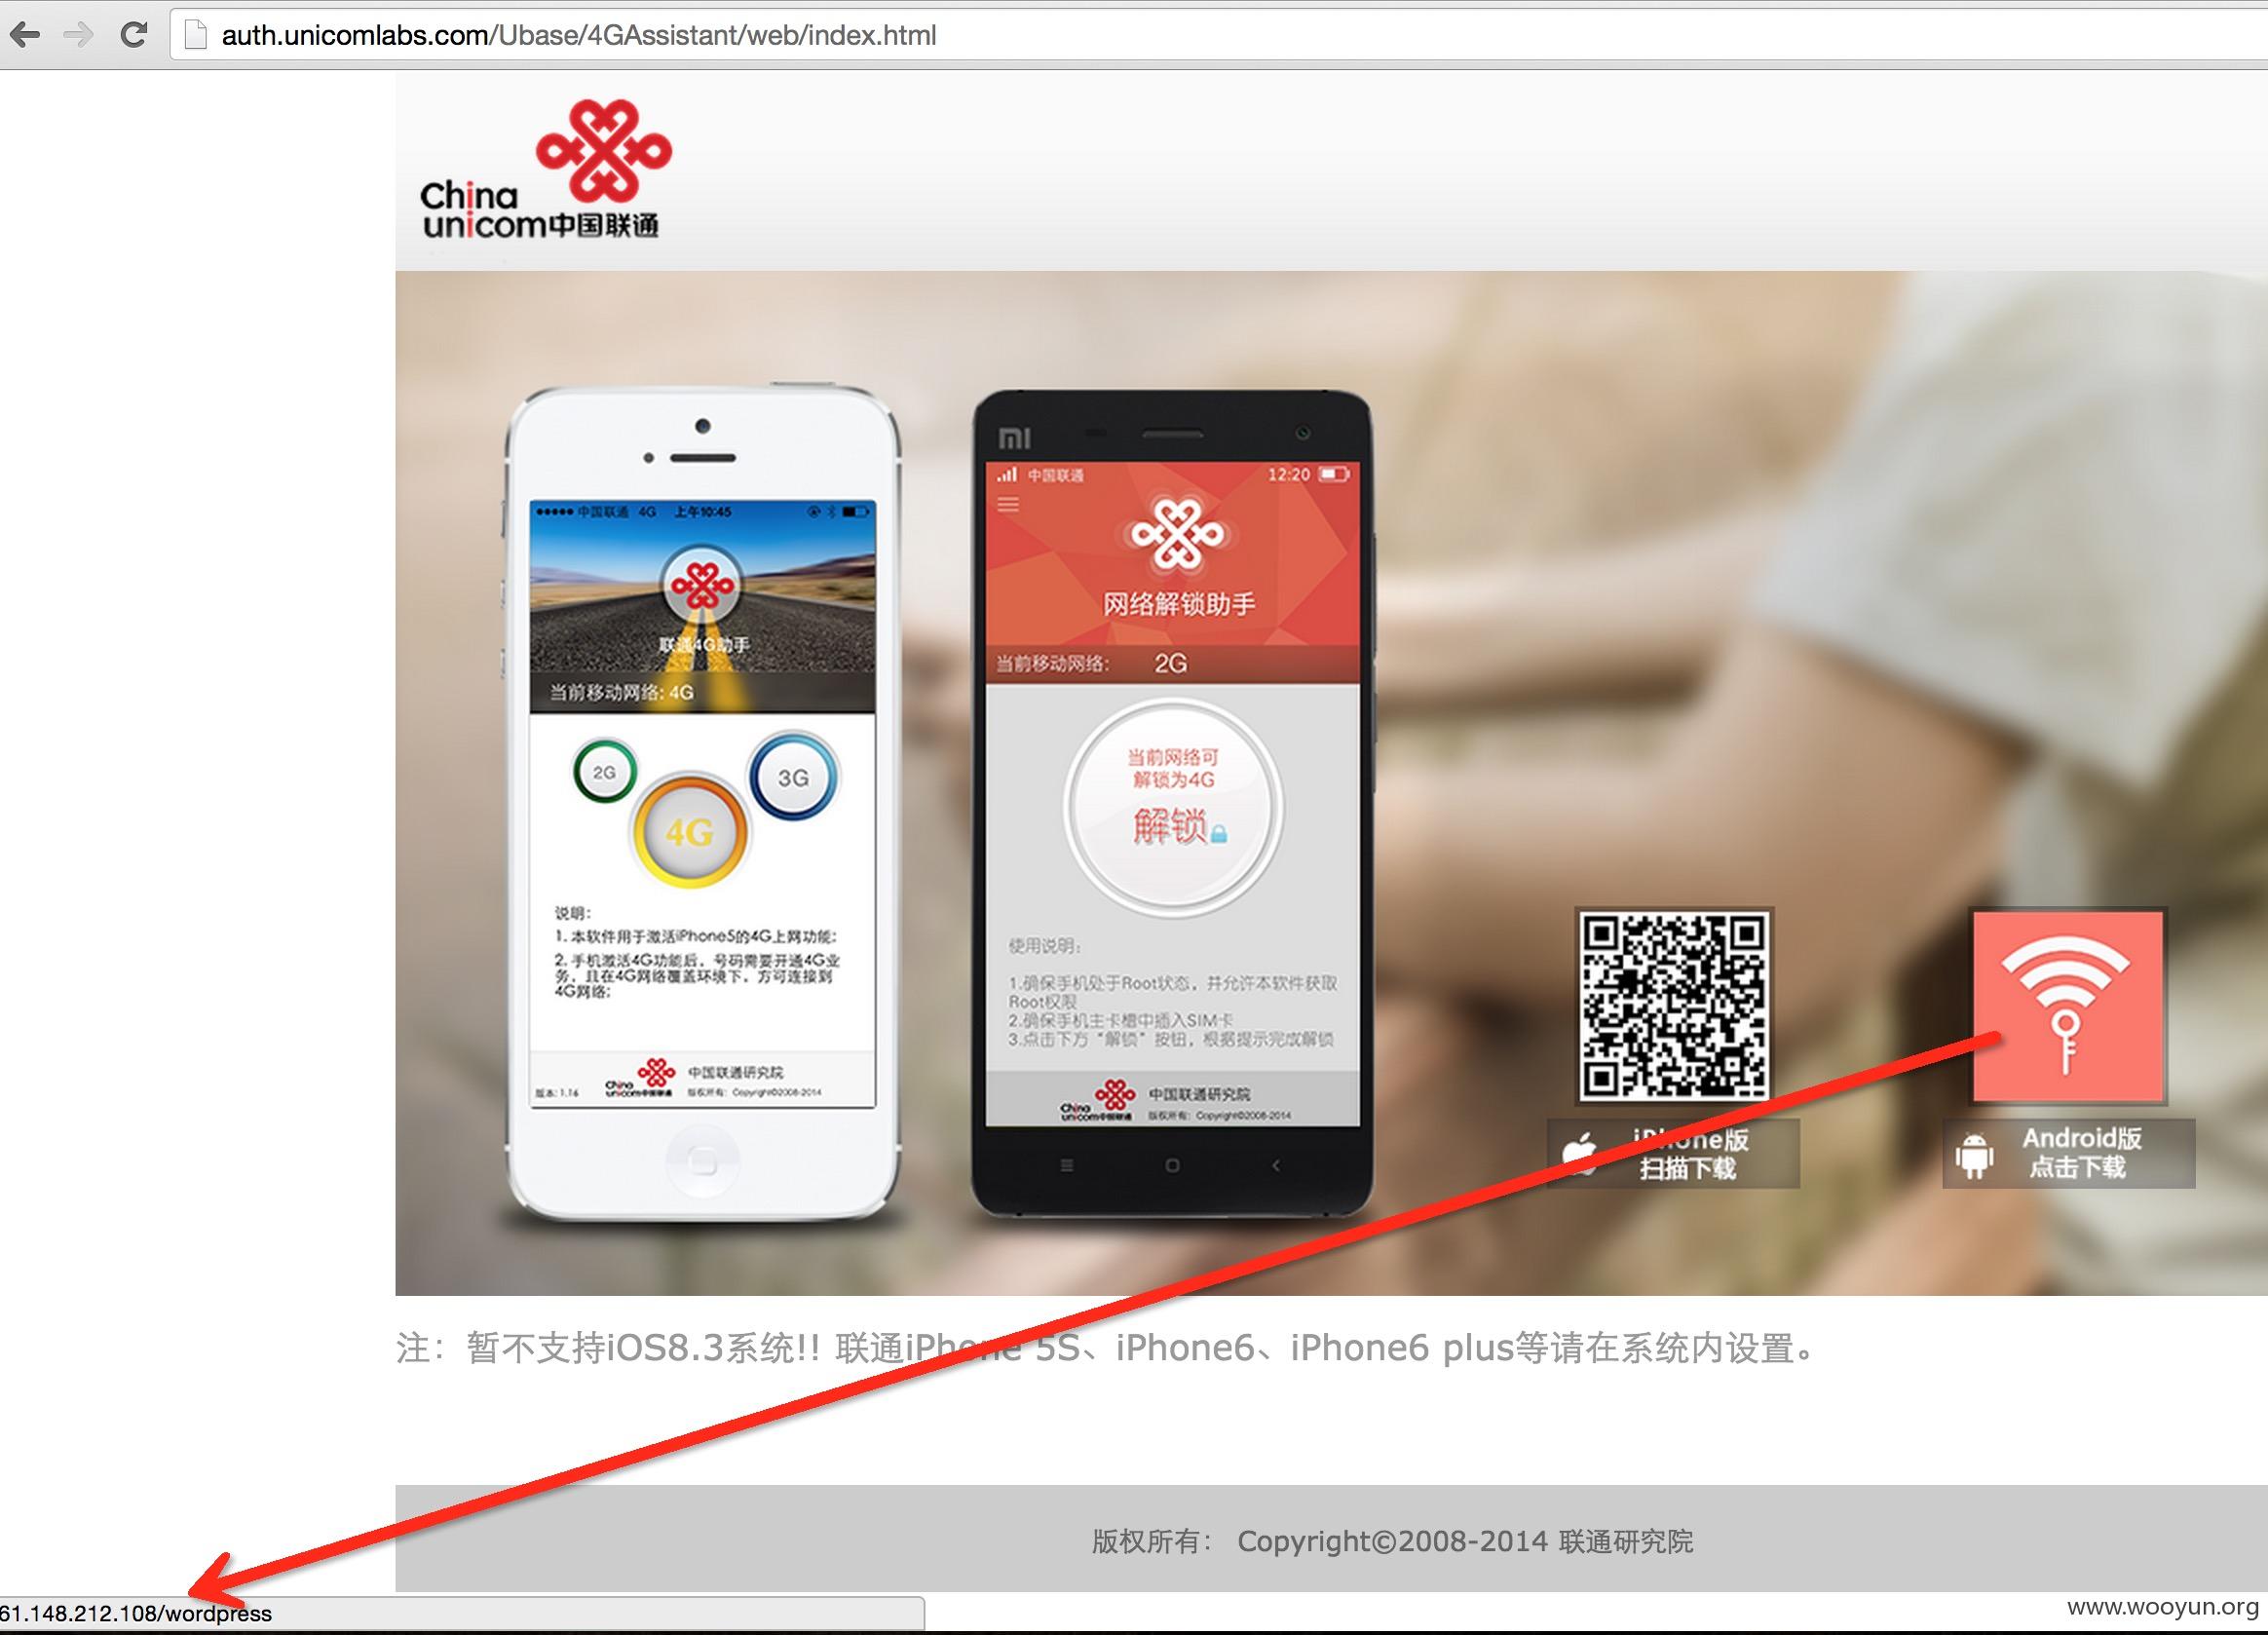 auth.unicomlabs.com/Ubase/4GAssistant/web/index.html
China
unicom中国联通
中国联通 4G 上午10:45
联通4G助手
当前移动网络: 4G
2G
3G
4G
说明:
1. 本软件用于激活iPhone5的4G上网功能;
2. 手机激活4G功能后，号码需要开通4G业
务，且在4G网络覆盖环境下，方可连接到
4G网络;
版本: 1.16
China
unicom中国联通
中国联通研究院
版权所有: Copyright©2008-2014
MI
中国联通 12:20
网络解锁助手
当前移动网络: 2G
当前网络可
解锁为4G
解锁
使用说明:
1.确保手机处于Root状态，并允许本软件获取
Root权限
2.确保手机主卡槽中插入SIM卡
3.点击下方“解锁”按钮，根据提示完成解锁
China
unicom中国联通
中国联通研究院
版权所有: Copyright©2008-2014
iPhone版
扫描下载
Android版
点击下载
注：暂不支持iOS8.3系统!! 联通iPhone 5S、iPhone6、iPhone6 plus等请在系统内设置。
版权所有： Copyright©2008-2014 联通研究院
61.148.212.108/wordpress
www.wooyun.org